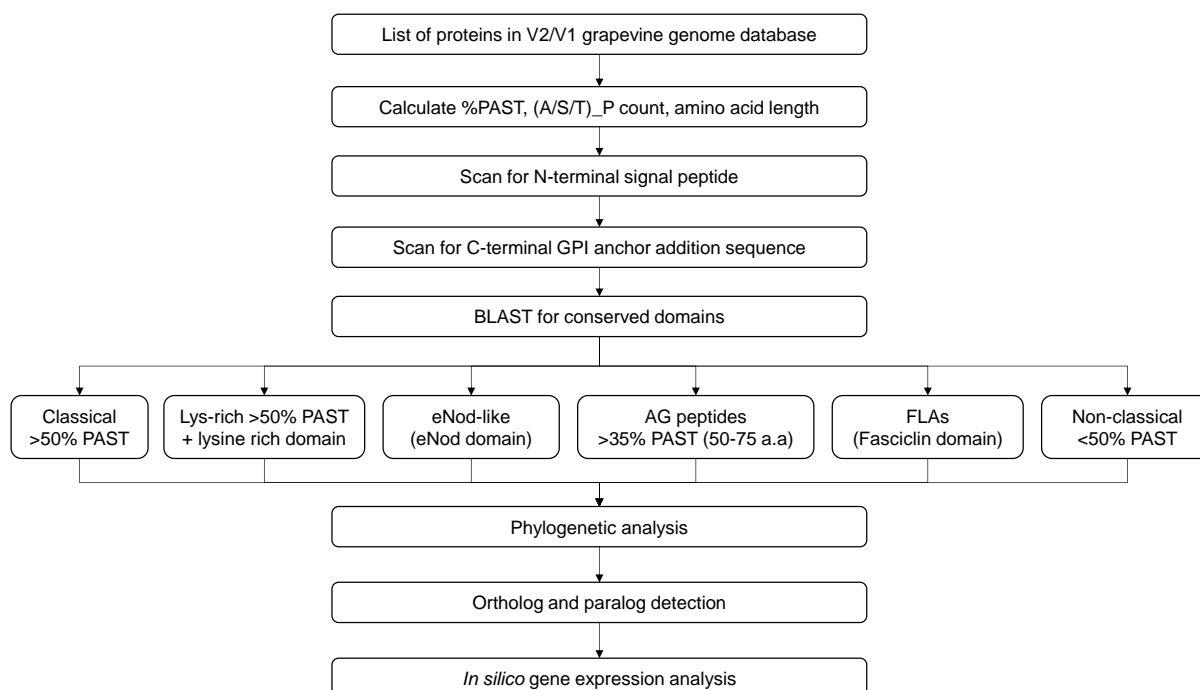 List of proteins in V2/V1 grapevine genome database
Calculate %PAST, (A/S/T)_P count, amino acid length
Scan for N-terminal signal peptide
Scan for C-terminal GPI anchor addition sequence
BLAST for conserved domains
Classical
>50% PAST
Lys-rich >50% PAST
+ lysine rich domain
eNod-like
(eNod domain)
AG peptides
>35% PAST (50-75 a.a)
FLAs
(Fasciclin domain)
Non-classical
<50% PAST
Phylogenetic analysis
Ortholog and paralog detection
In silico gene expression analysis